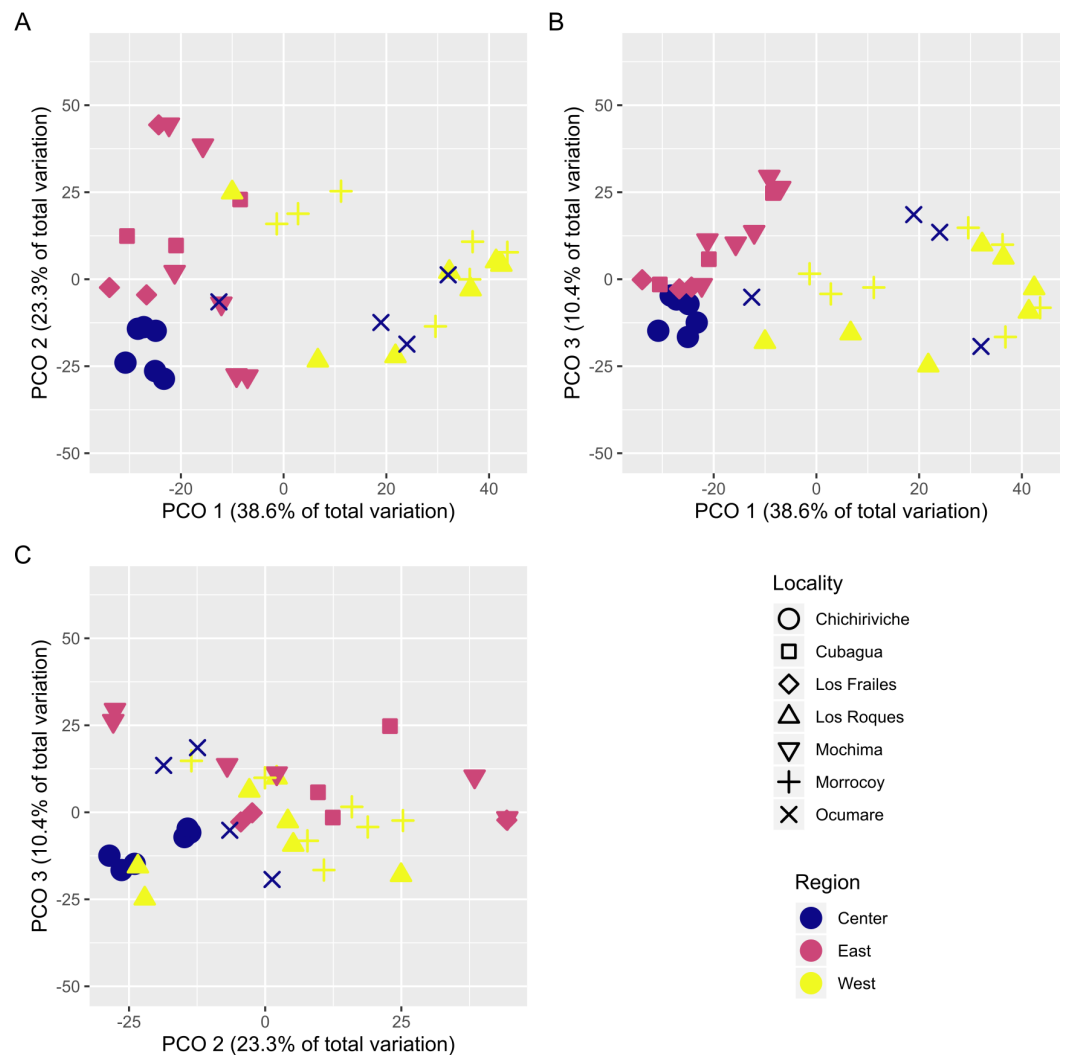 A
50
25
0
-25
-50
PCO 2 (23.3% of total variation)
-20
0
20
40
PCO 1 (38.6% of total variation)
B
50
25
0
-25
-50
PCO 3 (10.4% of total variation)
-20
0
20
40
PCO 1 (38.6% of total variation)
C
50
25
0
-25
-50
PCO 3 (10.4% of total variation)
-25
0
25
PCO 2 (23.3% of total variation)
Locality
Chichiriviche
Cubagua
Los Frailes
Los Roques
Mochima
Morrocoy
Ocumare
Region
Center
East
West